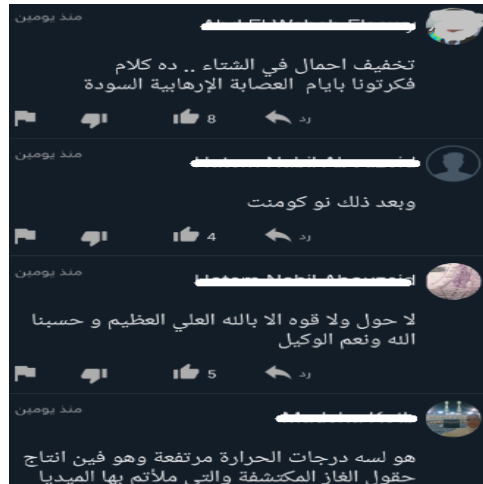 منذ يومين
تخفيف احمال في الشتاء .. ده كلام
فكرتونا بايام العصابة الإرهابية السودة
رد 8
منذ يومين
وبعد ذلك نو كومنت
رد 4
منذ يومين
لا حول ولا قوه الا بالله العلي العظيم و حسبنا
الله ونعم الوكيل
رد 5
منذ يومين
هو لسه درجات الحرارة مرتفعة وهو فين انتاج
حقول الغاز المكتشفة والتي ملأتم بها الميديا